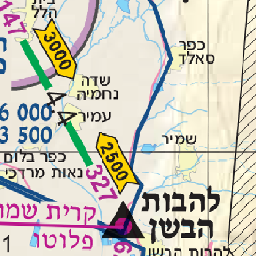 בית
הלל
147
3000
כפר
סאלד
שדה
נחמיה
6 000
3 500
עמיר
שמיר
כפר בלום
נאות מרדכי
2500
327
להבות
הבשן
קרית שמו
פלוטו
1
להבות הבשן